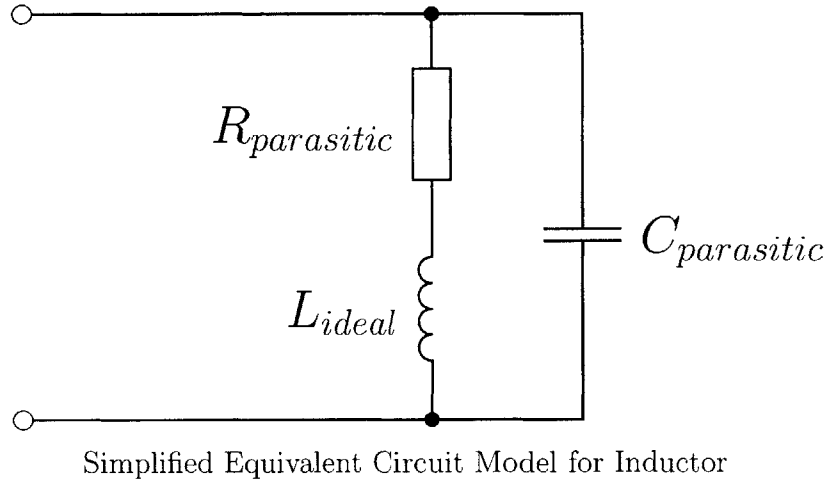 R_parasitic
C_parasitic
L_ideal
Simplified Equivalent Circuit Model for Inductor